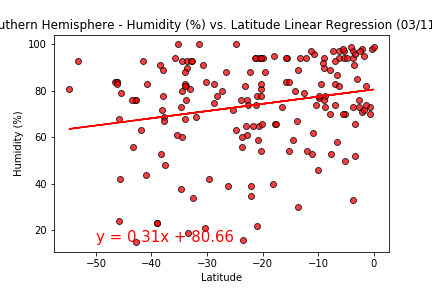 uthern Hemisphere - Humidity (%) vs. Latitude Linear Regression (03/11
Humidity (%)
100
80
60
40
20
y = 0.31x + 80.66
−50 −40 −30 −20 −10 0
Latitude